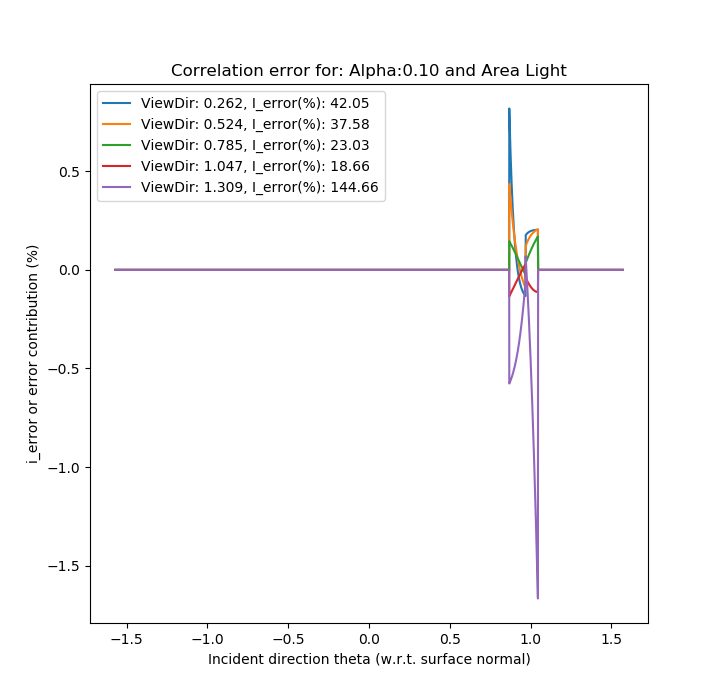 Correlation error for: Alpha:0.10 and Area Light
ViewDir: 0.262, I_error(%): 42.05
ViewDir: 0.524, I_error(%): 37.58
ViewDir: 0.785, I_error(%): 23.03
ViewDir: 1.047, I_error(%): 18.66
ViewDir: 1.309, I_error(%): 144.66
i_error or error contribution (%)
0.5
0.0
−0.5
−1.0
−1.5
−1.5 −1.0 −0.5 0.0 0.5 1.0 1.5
Incident direction theta (w.r.t. surface normal)